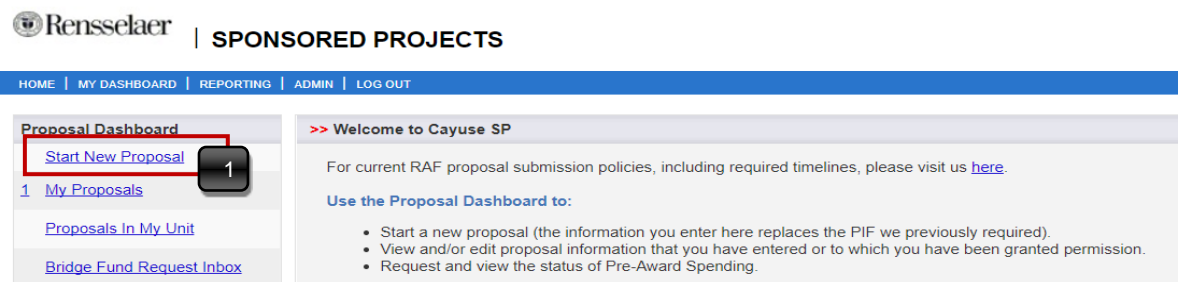 Rensselaer | SPONSORED PROJECTS
HOME | MY DASHBOARD | REPORTING | ADMIN | LOG OUT
Proposal Dashboard
Start New Proposal
1
1 My Proposals
Proposals In My Unit
Bridge Fund Request Inbox
>> Welcome to Cayuse SP
For current RAF proposal submission policies, including required timelines, please visit us here.
Use the Proposal Dashboard to:
• Start a new proposal (the information you enter here replaces the PIF we previously required).
• View and/or edit proposal information that you have entered or to which you have been granted permission.
• Request and view the status of Pre-Award Spending.